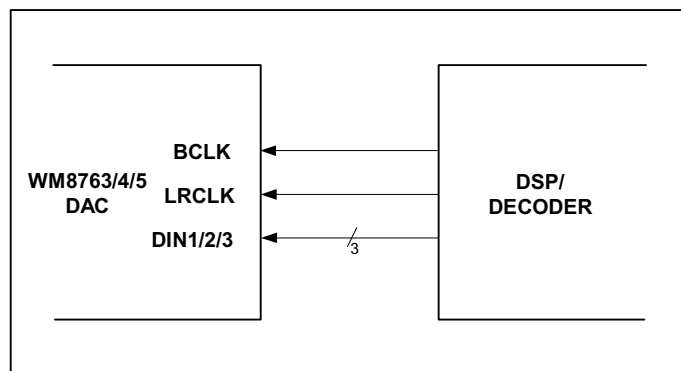 BCLK
WM8763/4/5
DAC
LRCLK
DIN1/2/3
3
DSP/
DECODER